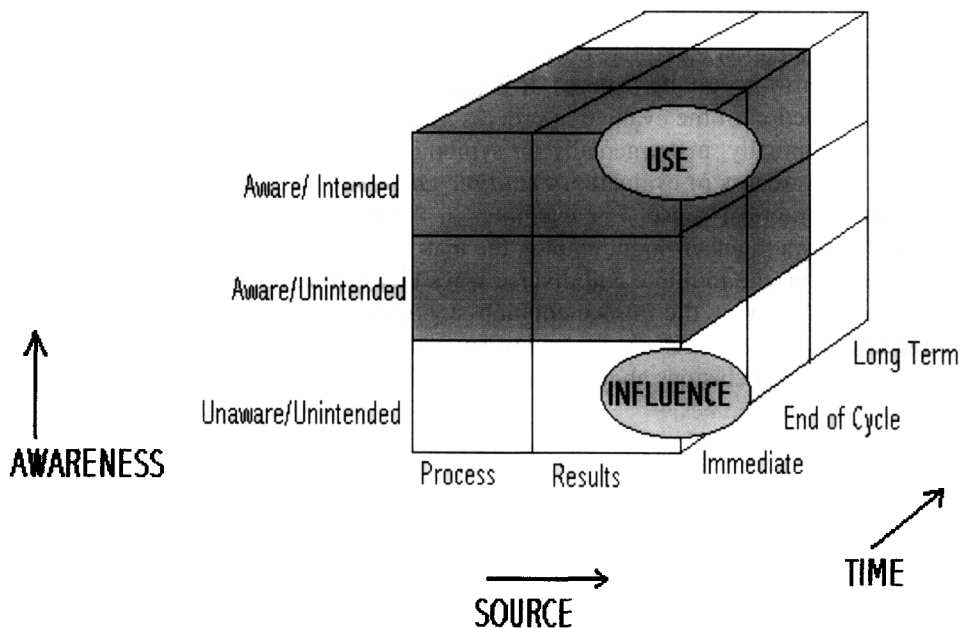 USE
Aware/ Intended
Aware/Unintended
Long Term
INFLUENCE
Unaware/Unintended
End of Cycle
AWARENESS
Process
Results
Immediate
TIME
SOURCE